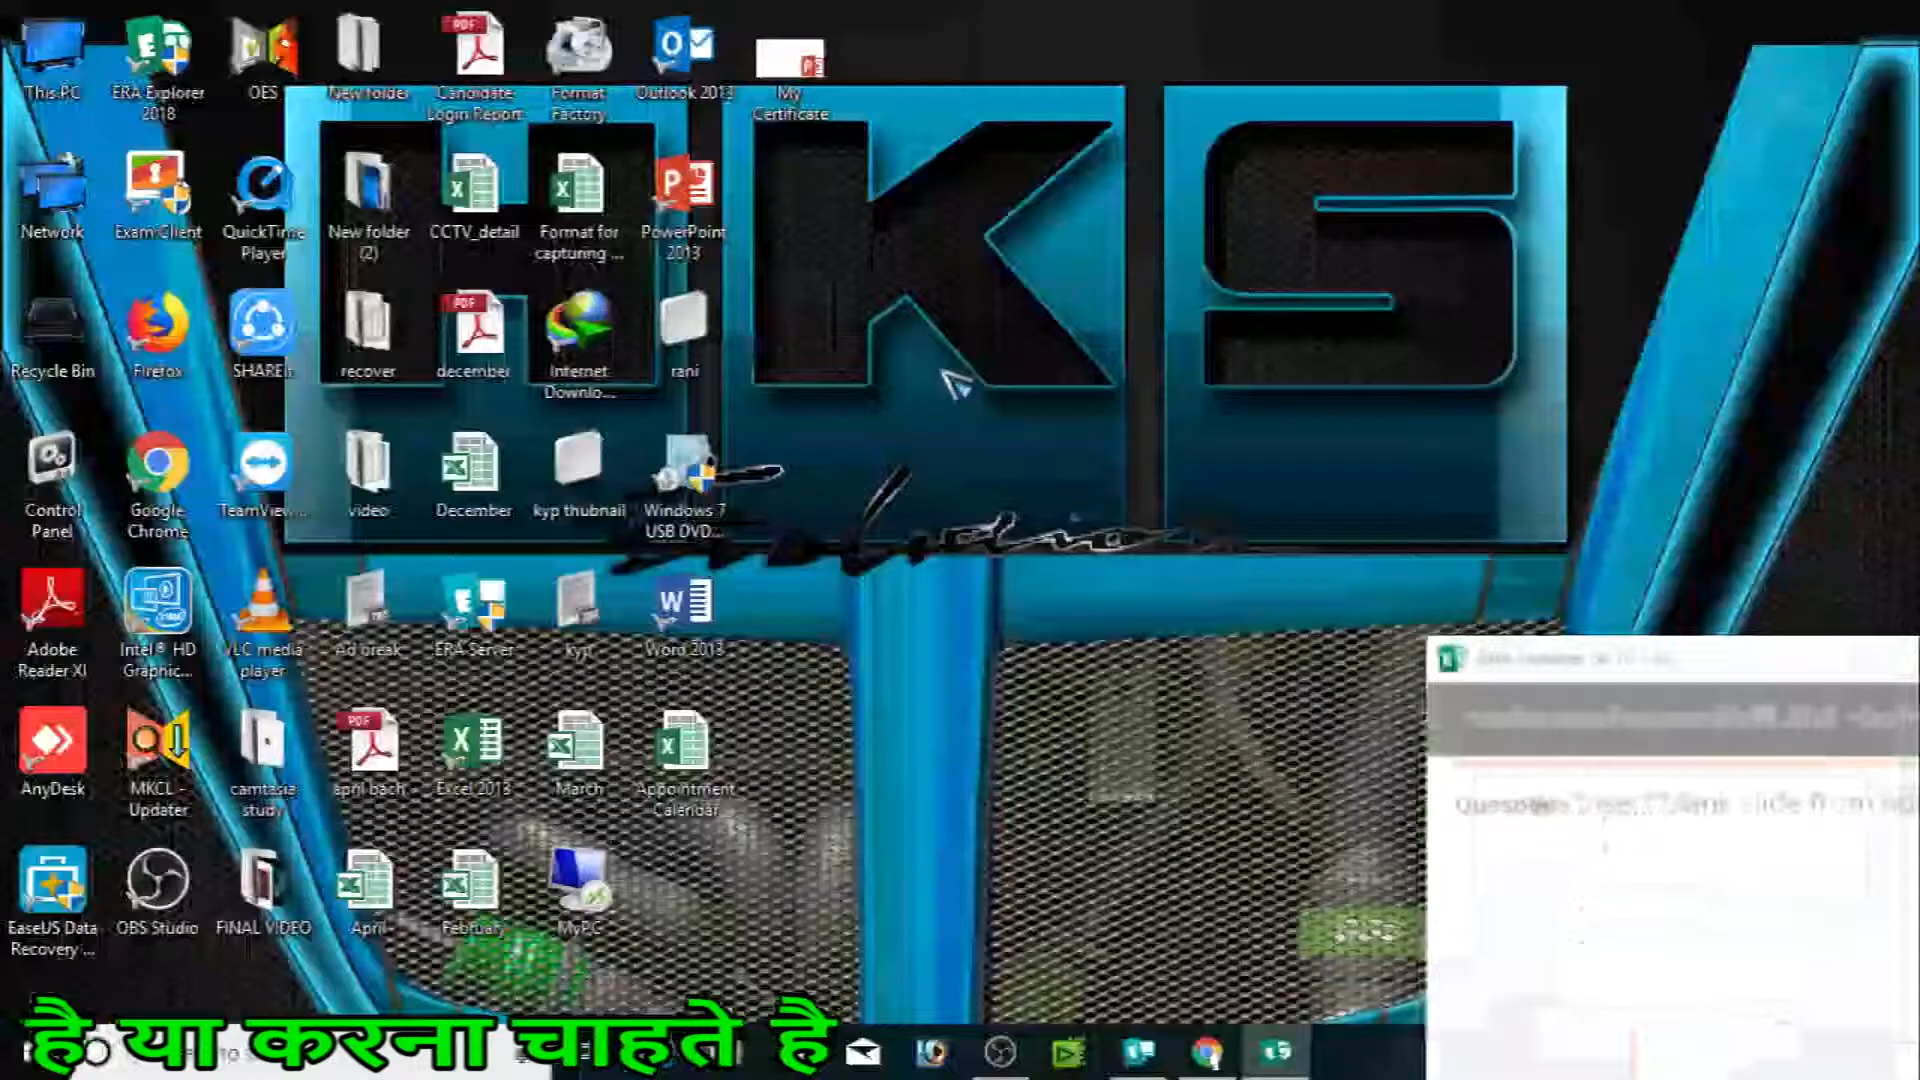 This PC
ERA Explorer
2018
OES
New folder
Candidate
Login Report
Format
Factory
Outlook 2013
My
Certificate
Network
Exam Client
QuickTime
Player
New folder
(2)
CCTV_detail
Format for
capturing ...
PowerPoint
2013
Recycle Bin
Firefox
SHAREit
recover
december
Internet
Downlo...
rani
Control
Panel
Google
Chrome
TeamView...
video
December
kyp thubnail
Windows 7
USB DVD...
Adobe
Reader XI
Intel® HD
Graphic...
VLC media
player
Ad break
ERA Server
kyp
Word 2013
AnyDesk
MKCL -
Updater
camtasia
study
april bach
Excel 2013
March
Appointment
Calendar
EaseUS Data
Recovery ...
OBS Studio
FINAL VIDEO
April
February
MyPC
HKS
slide from
है या करना चाहते है